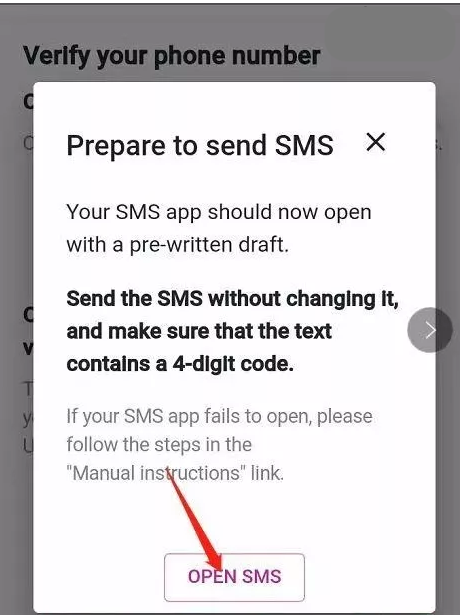 Verify your phone number
Prepare to send SMS
Your SMS app should now open
with a pre-written draft.
Send the SMS without changing it,
and make sure that the text
contains a 4-digit code.
If your SMS app fails to open, please
follow the steps in the
"Manual instructions" link.
OPEN SMS